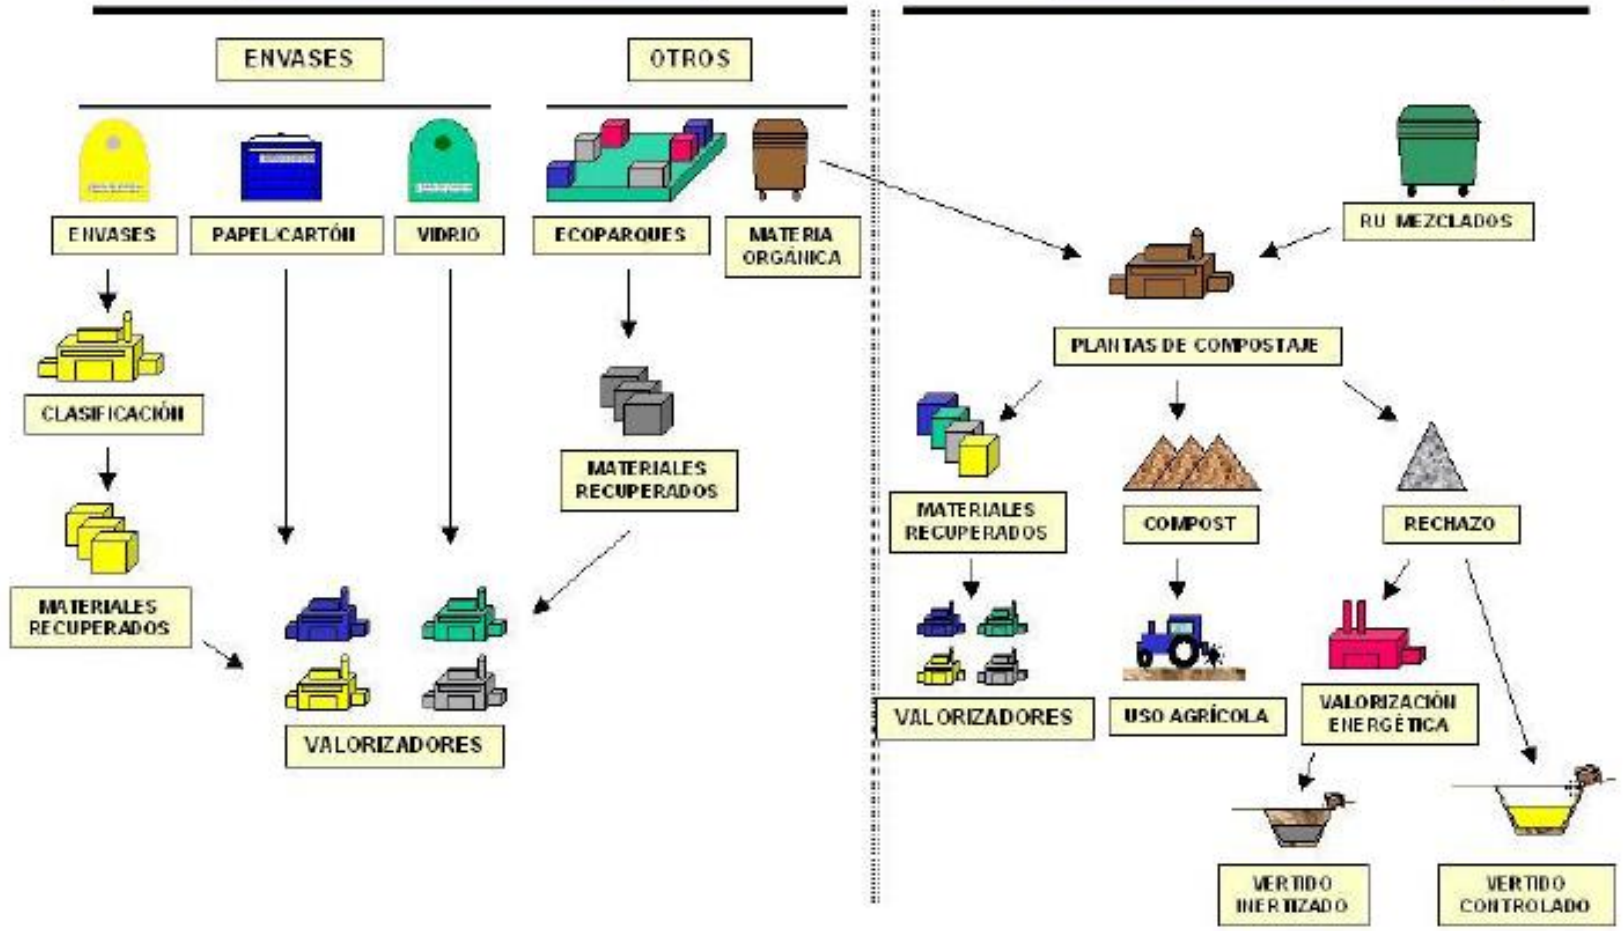 ENVASES
OTROS
ENVASES
PAPEL/CARTÓN
VIDRIO
ECOPARQUES
MATERIA
ORGÁNICA
RU MEZCLADOS
PLANTAS DE COMPOSTAJE
CLASIFICACIÓN
MATERIALES
RECUPERADOS
MATERIALES
RECUPERADOS
COMPOST
RECHAZO
MATERIALES
RECUPERADOS
VALORIZADORES
VALORIZADORES
USO AGRÍCOLA
VALORIZACIÓN
ENERGÉTICA
VERTIDO
INERTIZADO
VERTIDO
CONTROLADO